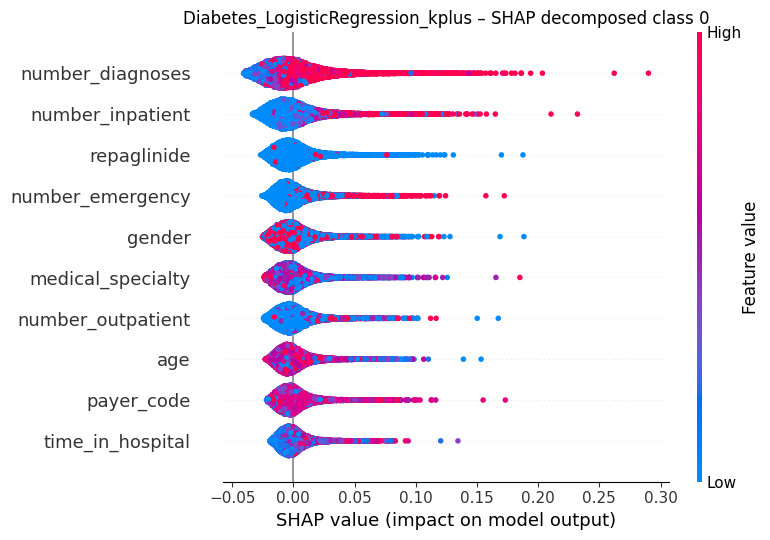 Diabetes_LogisticRegression_kplus – SHAP decomposed class 0
High
number_diagnoses
number_inpatient
repaglinide
number_emergency
gender
medical_specialty
number_outpatient
age
payer_code
time_in_hospital
Feature value
Low
−0.05 0.00 0.05 0.10 0.15 0.20 0.25 0.30
SHAP value (impact on model output)